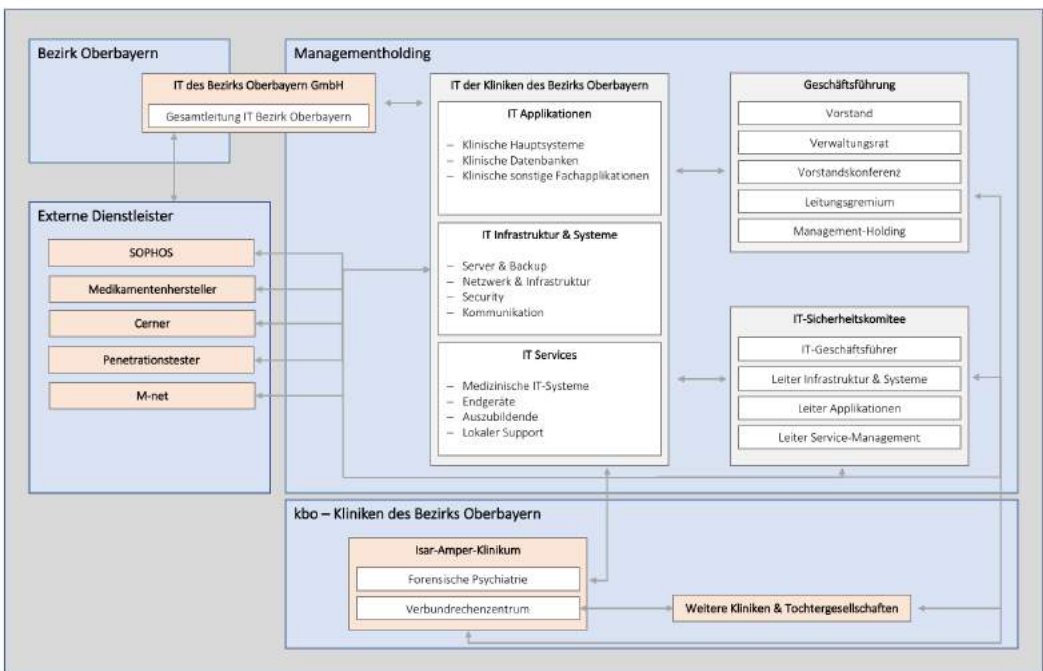 Bezirk Oberbayern
IT des Bezirks Oberbayern GmbH
Gesamtleitung IT Bezirk Oberbayern
Externe Dienstleister
SOPHOS
Medikamentenhersteller
Cerner
Penetrationstester
M-net
Managementholding
IT der Kliniken des Bezirks Oberbayern
IT Applikationen
– Klinische Hauptsysteme
– Klinische Datenbanken
– Klinische sonstige Fachapplikationen
IT Infrastruktur & Systeme
– Server & Backup
– Netzwerk & Infrastruktur
– Security
– Kommunikation
IT Services
– Medizinische IT-Systeme
– Endgeräte
– Auszubildende
– Lokaler Support
Geschäftsführung
Vorstand
Verwaltungsrat
Vorstandskonferenz
Leitungsgremium
Management-Holding
IT-Sicherheitskomitee
IT-Geschäftsführer
Leiter Infrastruktur & Systeme
Leiter Applikationen
Leiter Service-Management
kbo – Kliniken des Bezirks Oberbayern
Isar-Amper-Klinikum
Forensische Psychiatrie
Verbundrechenzentrum
Weitere Kliniken & Tochtergesellschaften